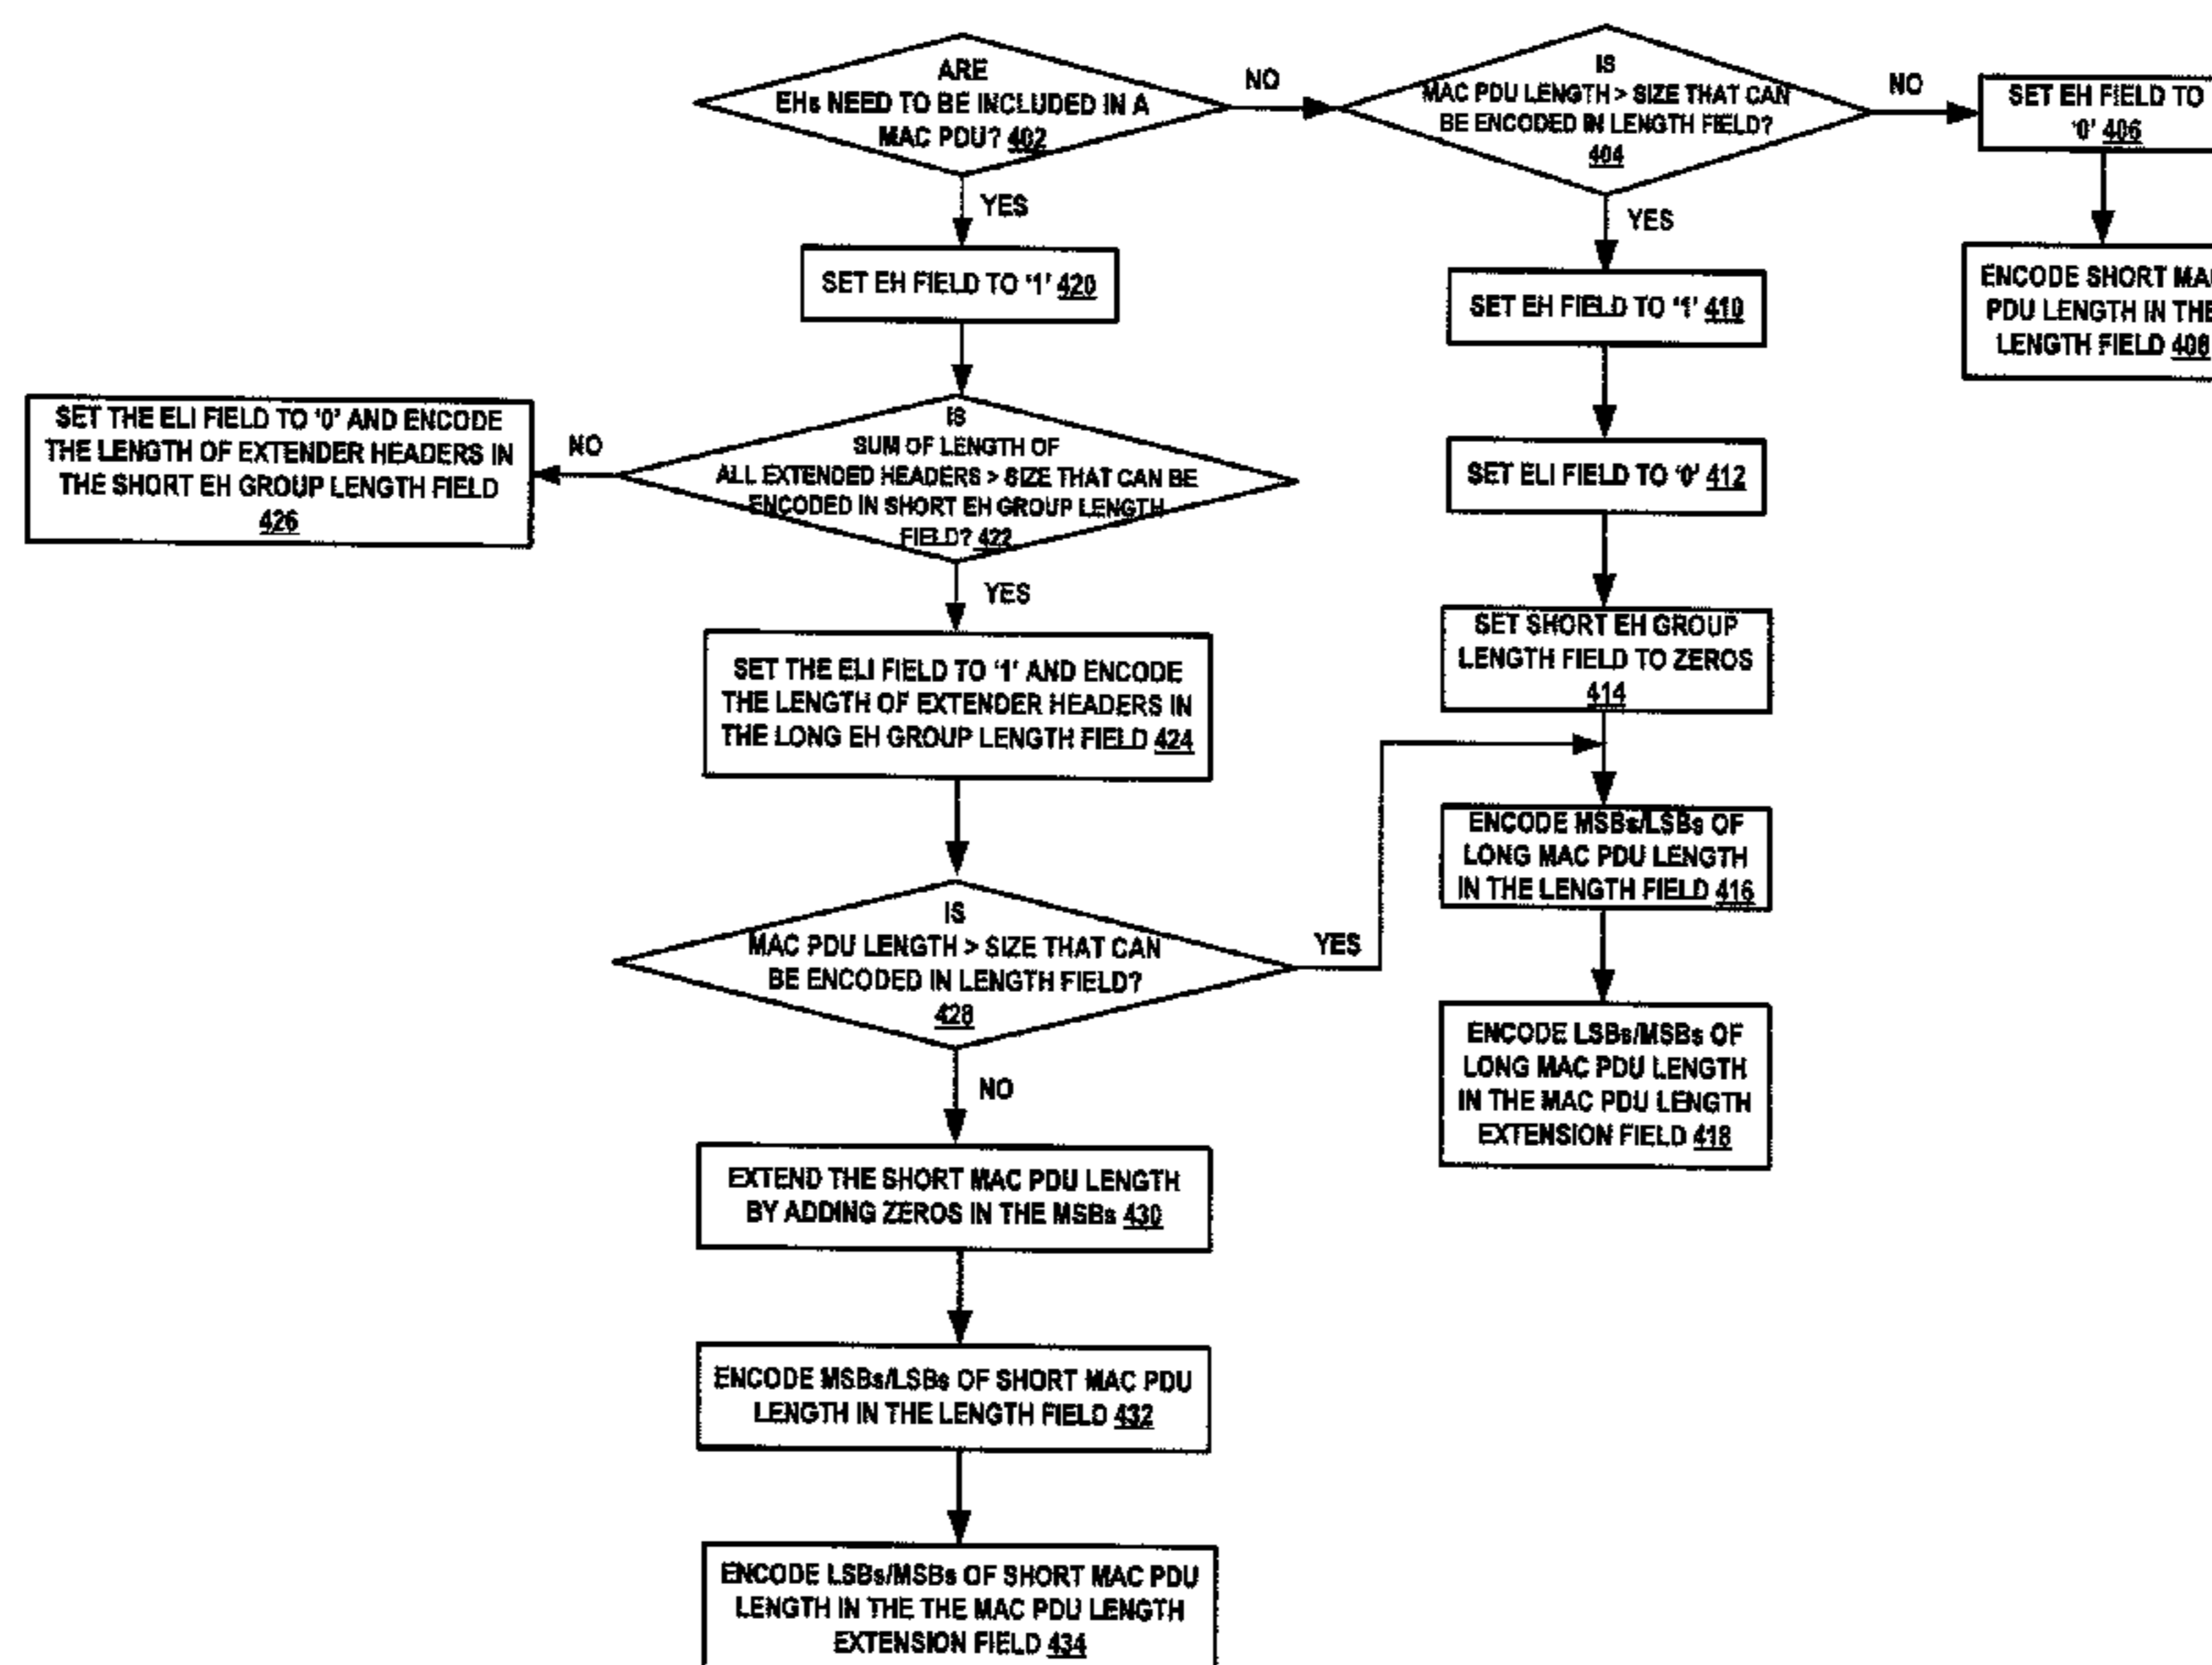 ARE
EHs NEED TO BE INCLUDED IN A
MAC PDU? 402
NO
IS
MAC PDU LENGTH > SIZE THAT CAN
BE ENCODED IN LENGTH FIELD?
404
NO
SET EH FIELD TO
'0' 406
YES
YES
SET EH FIELD TO '1' 420
SET EH FIELD TO '1' 410
ENCODE SHORT MAC
PDU LENGTH IN THE
LENGTH FIELD 408
SET THE ELI FIELD TO '0' AND ENCODE
THE LENGTH OF EXTENDER HEADERS IN
THE SHORT EH GROUP LENGTH FIELD
426
NO
IS
SUM OF LENGTH OF
ALL EXTENDED HEADERS > SIZE THAT CAN BE
ENCODED IN SHORT EH GROUP LENGTH
FIELD? 422
SET ELI FIELD TO '0' 412
YES
SET SHORT EH GROUP
LENGTH FIELD TO ZEROS
414
SET THE ELI FIELD TO '1' AND ENCODE
THE LENGTH OF EXTENDER HEADERS IN
THE LONG EH GROUP LENGTH FIELD 424
ENCODE MSBs/LSBs OF
LONG MAC PDU LENGTH
IN THE LENGTH FIELD 416
IS
MAC PDU LENGTH > SIZE THAT CAN
BE ENCODED IN LENGTH FIELD?
428
YES
ENCODE LSBs/MSBs OF
LONG MAC PDU LENGTH
IN THE MAC PDU LENGTH
EXTENSION FIELD 418
NO
EXTEND THE SHORT MAC PDU LENGTH
BY ADDING ZEROS IN THE MSBs 430
ENCODE MSBs/LSBs OF SHORT MAC PDU
LENGTH IN THE LENGTH FIELD 432
ENCODE LSBs/MSBs OF SHORT MAC PDU
LENGTH IN THE THE MAC PDU LENGTH
EXTENSION FIELD 434